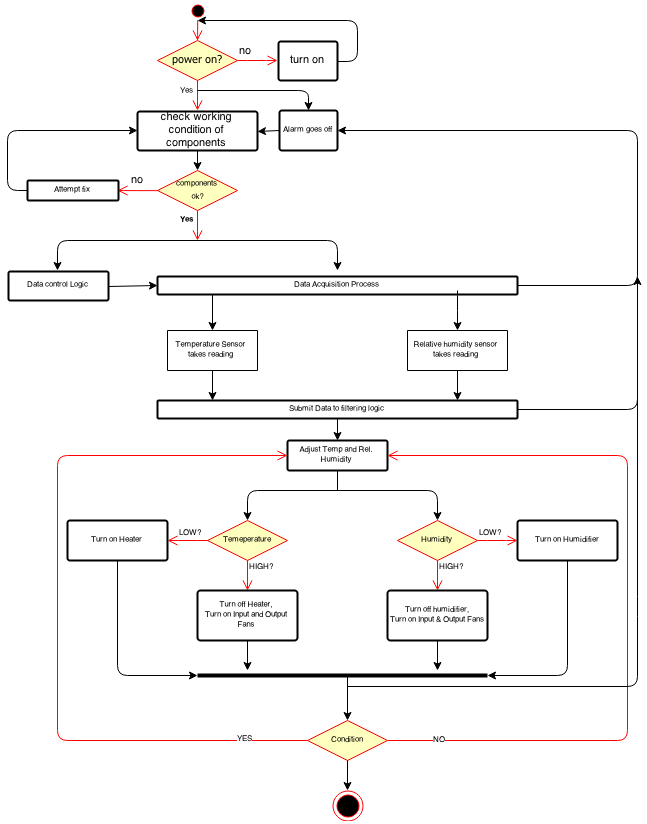 power on?
no
turn on
Yes
check working
condition of
components
Alarm goes off
Attempt fix
no
components
ok?
Yes
Data control Logic
Data Acquisition Process
Temperature Sensor
takes reading
Relative humidity sensor
takes reading
Submit Data to filtering logic
Adjust Temp and Rel.
Humidity
Turn on Heater
LOW?
Temeperature
Humidity
LOW?
Turn on Humidifier
HIGH?
HIGH?
Turn off Heater,
Turn on Input and Output
Fans
Turn off humidifier,
Turn on Input & Output Fans
YES
Condition
NO